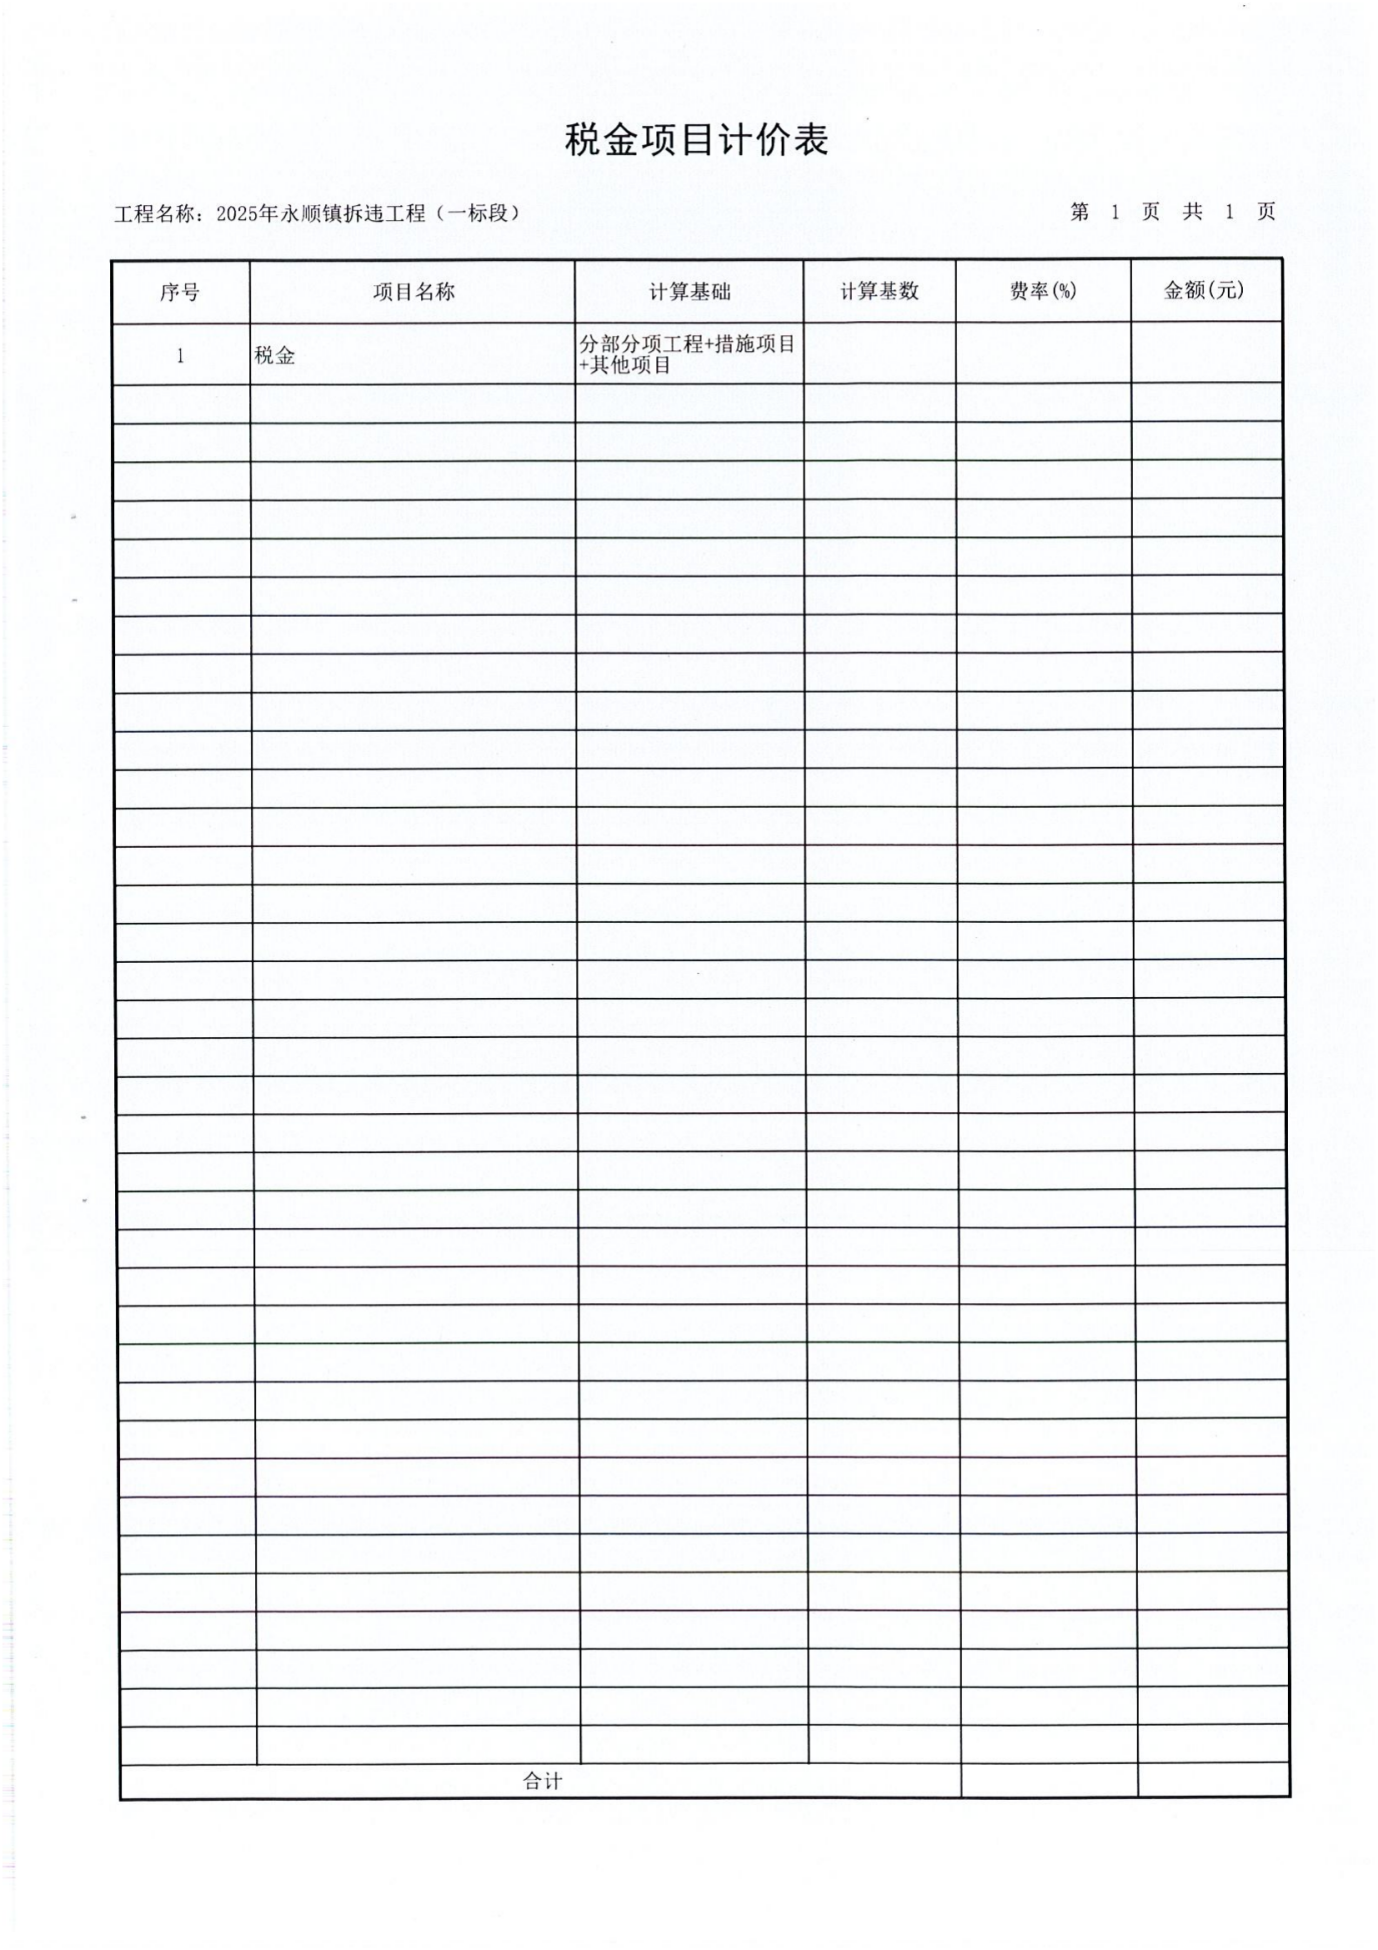 税金项目计价表
工程名称：2025年永顺镇拆违工程（一标段）
第 1 页 共 1 页
序号 项目名称 计算基础 计算基数 费率(%) 金额(元)
1 税金 分部分项工程+措施项目
+其他项目
合计